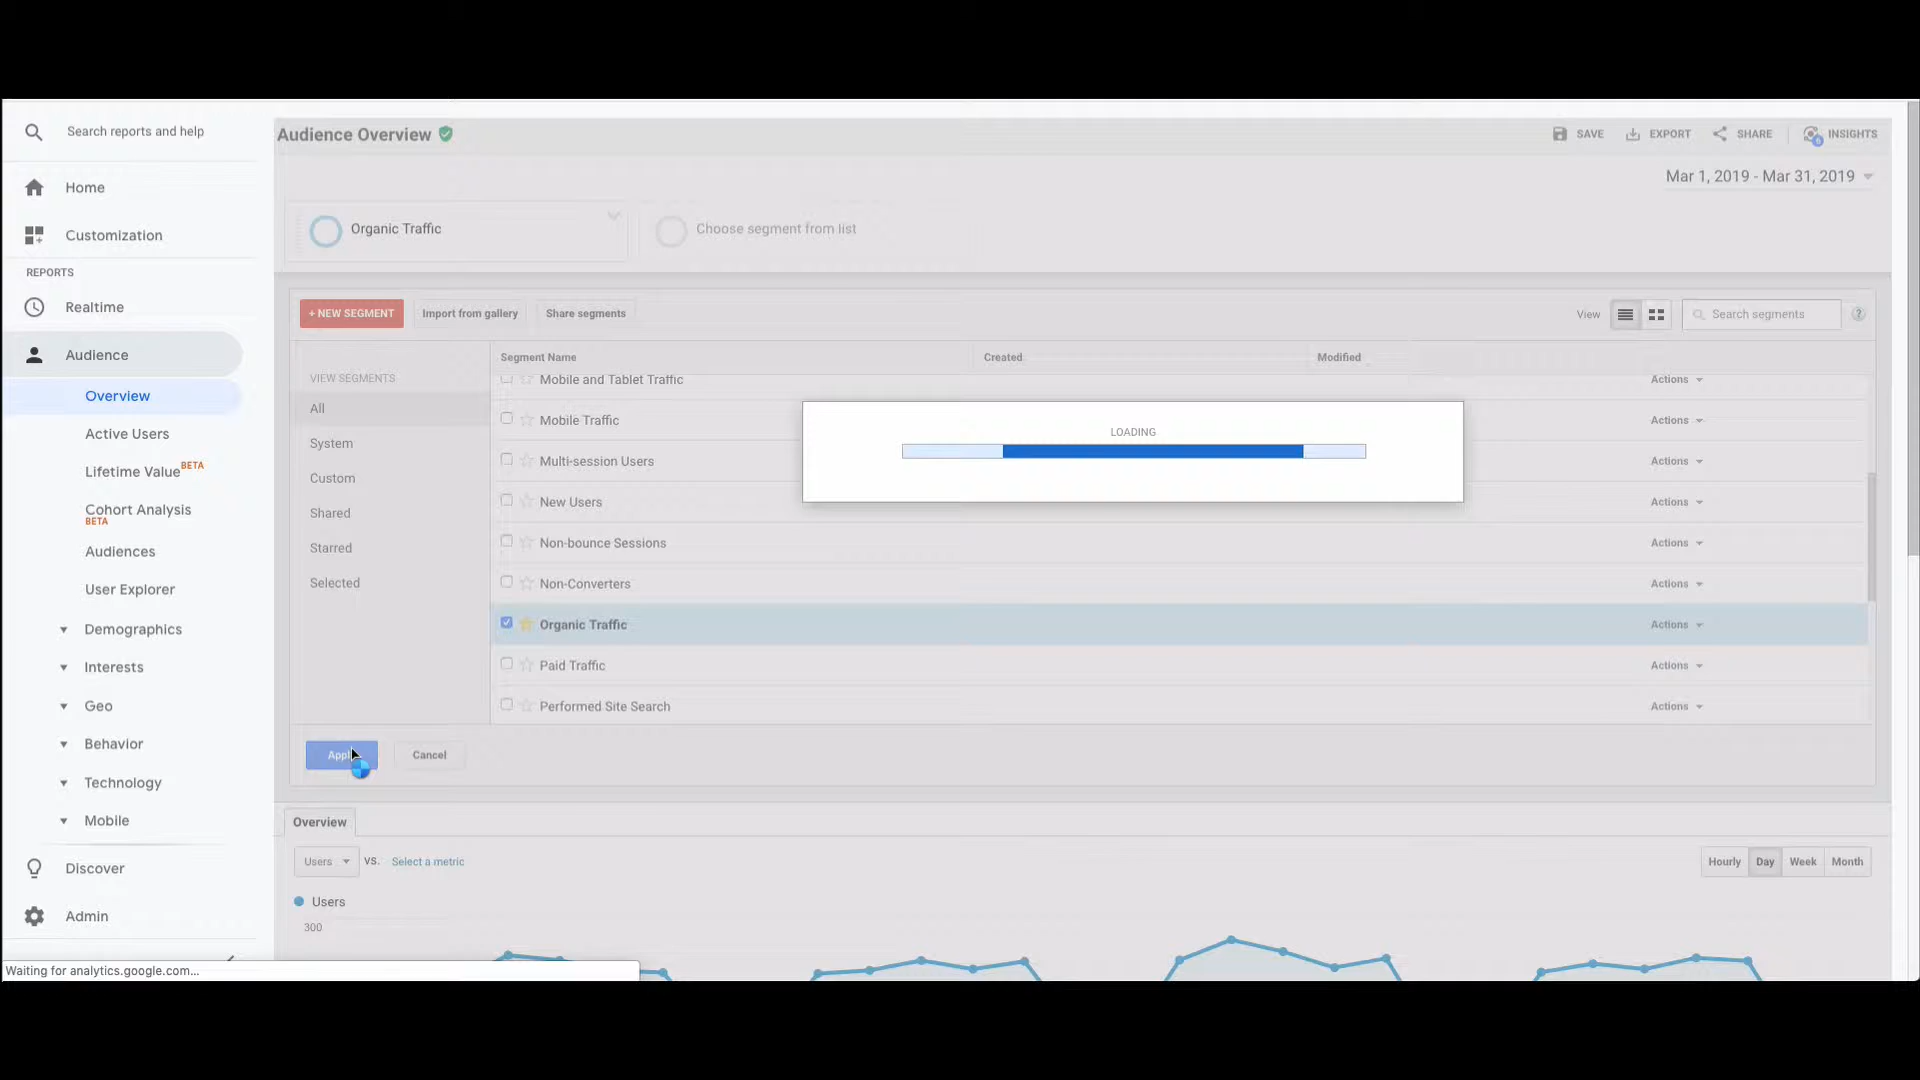 Search reports and help
Home
Customization
REPORTS
Realtime
Audience
Overview
Active Users
Lifetime Value BETA
Cohort Analysis
BETA
Audiences
User Explorer
Demographics
Interests
Geo
Behavior
Technology
Mobile
Discover
Admin
Waiting for analytics.google.com...
Audience Overview
SAVE
EXPORT
SHARE
INSIGHTS
Mar 1, 2019 - Mar 31, 2019
Organic Traffic
Choose segment from list
+ NEW SEGMENT
Import from gallery
Share segments
View
Search segments
?
VIEW SEGMENTS
All
System
Custom
Shared
Starred
Selected
Segment Name Created Modified
Mobile and Tablet Traffic Actions
Mobile Traffic Actions
Multi-session Users Actions
New Users Actions
Non-bounce Sessions Actions
Non-Converters Actions
Organic Traffic Actions
Paid Traffic Actions
Performed Site Search Actions
LOADING
Cancel
Overview
Users VS. Select a metric
Hourly Day Week Month
Users
300